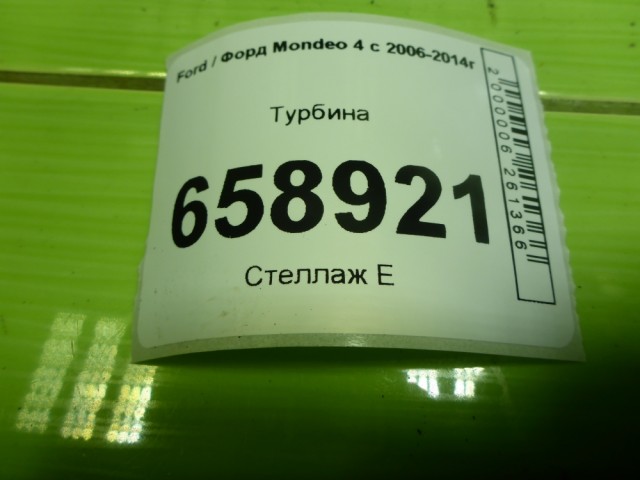 Ford / Форд Mondeo 4 с 2006-2014г
Турбина
658921
Стеллаж Е
2000006261366